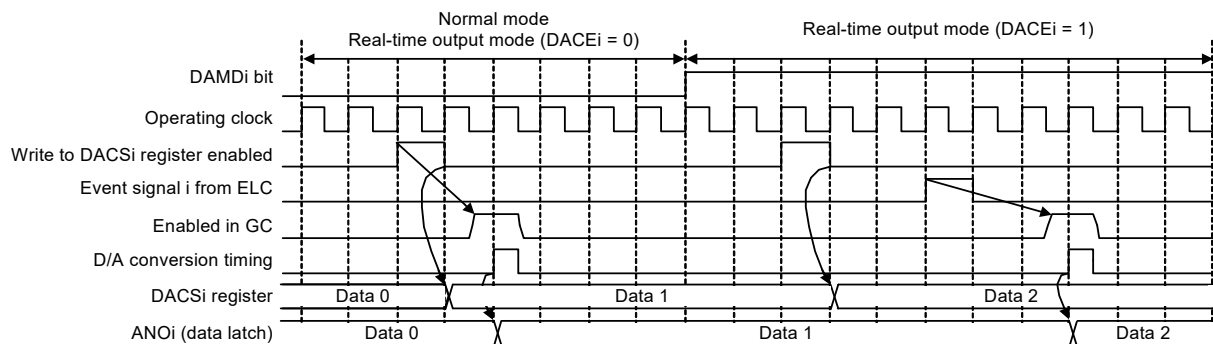 Normal mode
Real-time output mode (DACEi = 0)
Real-time output mode (DACEi = 1)
DAMDi bit
Operating clock
Write to DACSi register enabled
Event signal i from ELC
Enabled in GC
D/A conversion timing
DACSi register
Data 0
Data 1
Data 2
ANOi (data latch)
Data 0
Data 1
Data 2